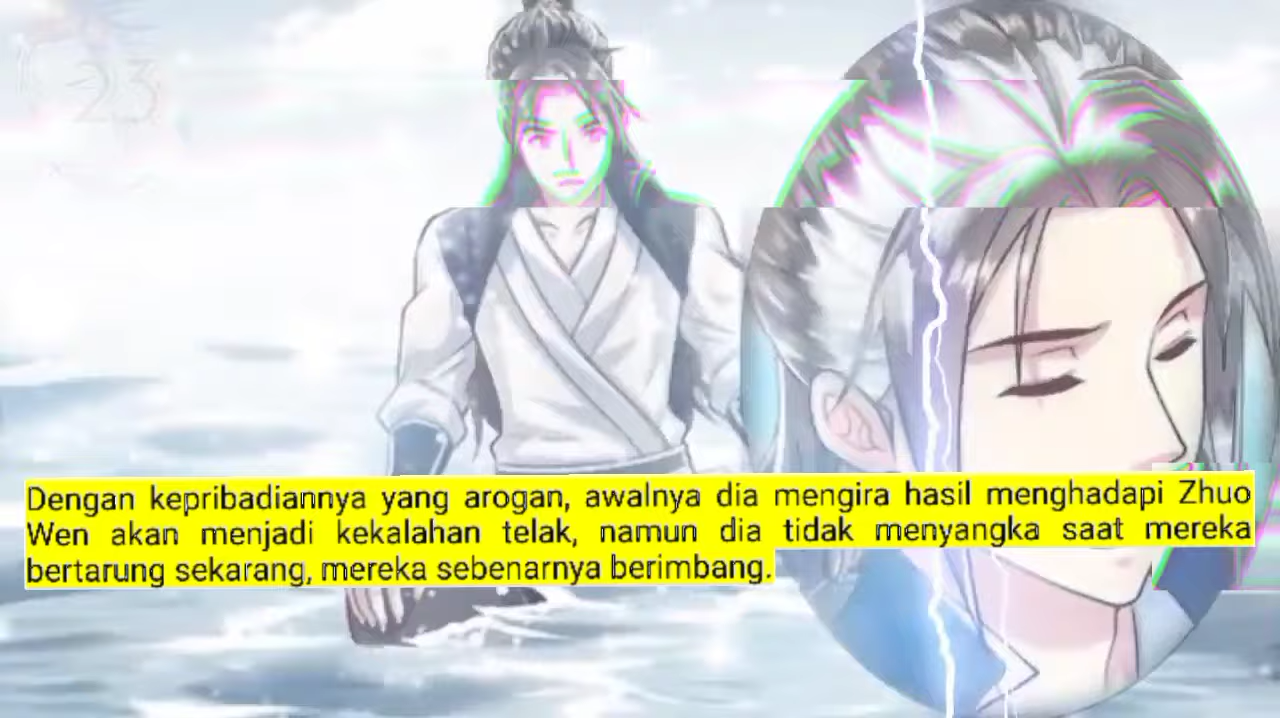 23
Dengan kepribadiannya yang arogan, awalnya dia mengira hasil menghadapi Zhuo
Wen akan menjadi kekalahan telak, namun dia tidak menyangka saat mereka
bertarung sekarang, mereka sebenarnya berimbang.